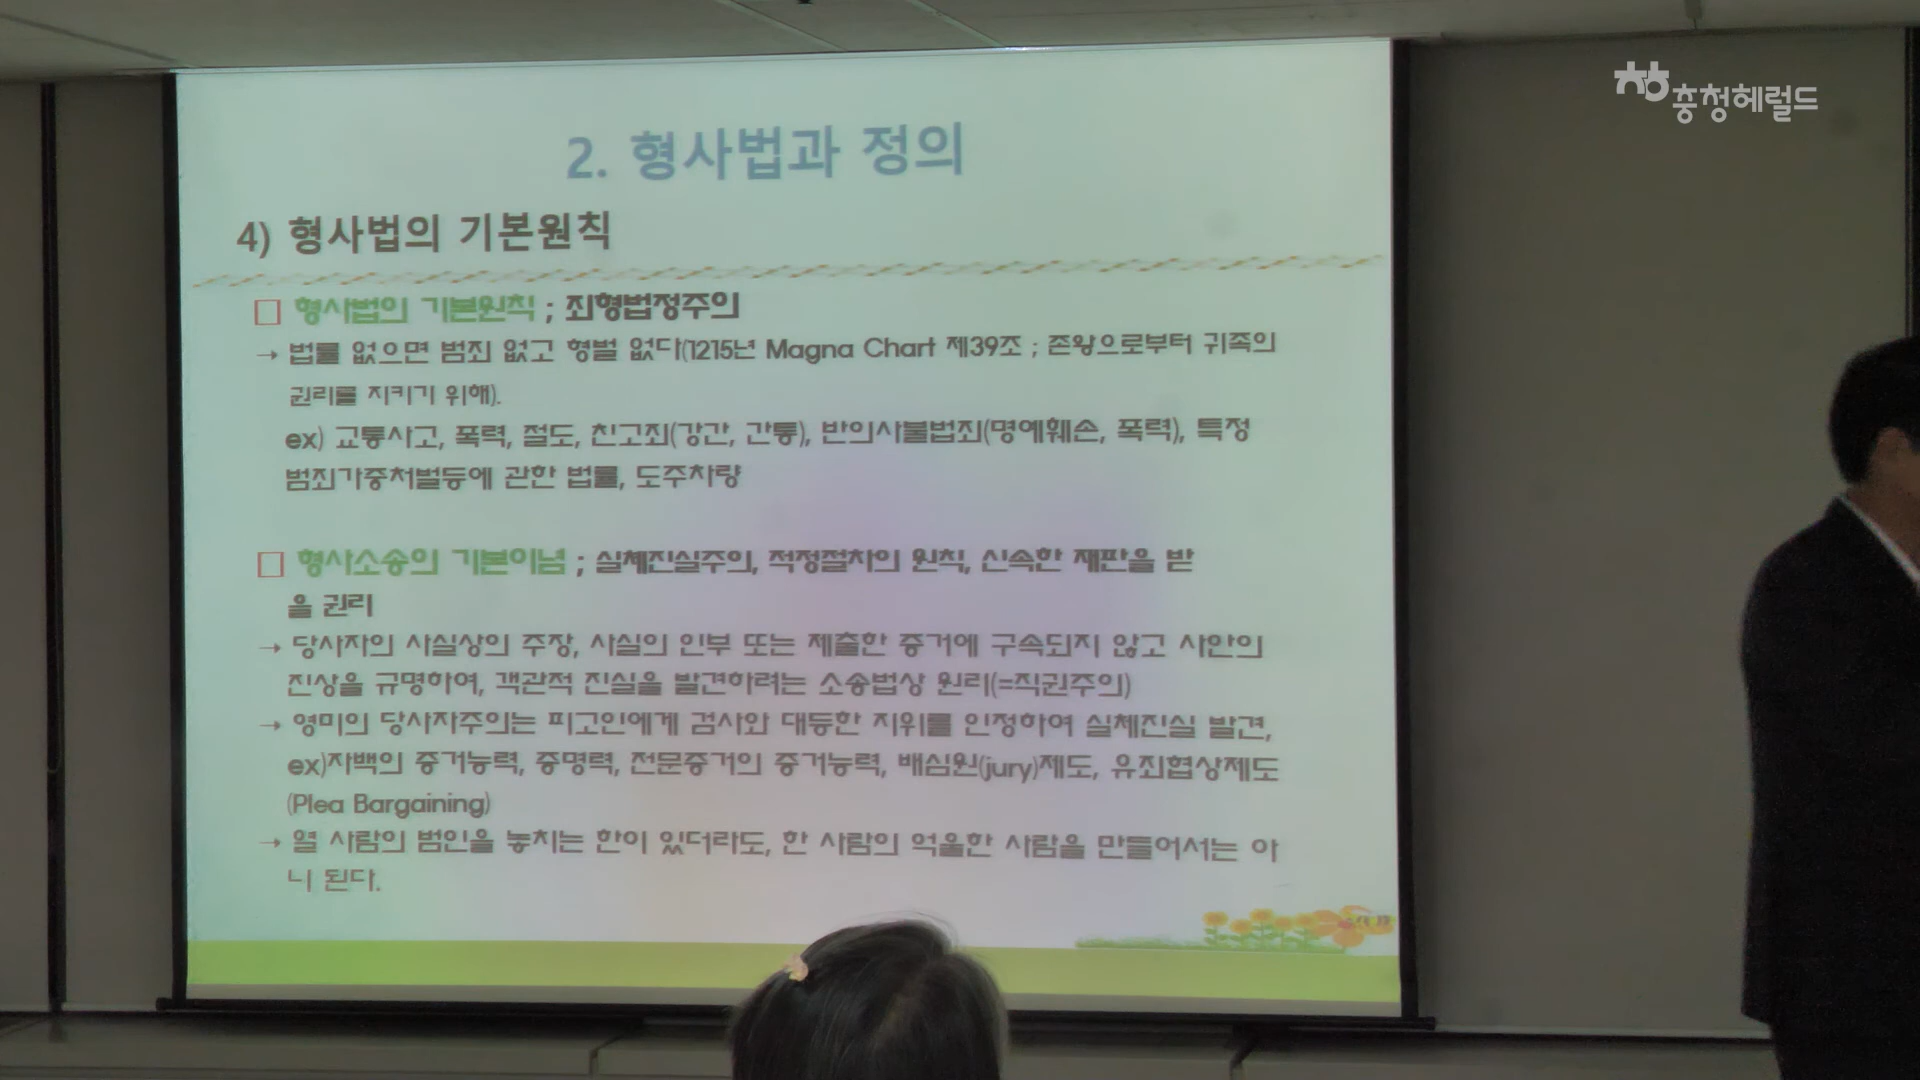 충청헤럴드
2. 형사법과 정의
4) 형사법의 기본원칙
□ 형사법의 기본원칙 ; 죄형법정주의
→ 법률 없으면 범죄 없고 형벌 없다(1215년 Magna Chart 제39조 ; 존왕으로부터 귀족의
권리를 지키기 위해).
ex) 교통사고, 폭력, 절도, 친고죄(강간, 간통), 반의사불법죄(명예훼손, 폭력), 특정
범죄가중처벌등에 관한 법률, 도주차량
□ 형사소송의 기본이념 ; 실체진실주의, 적정절차의 원칙, 신속한 재판을 받
을 권리
→ 당사자의 사실상의 주장, 사실의 인부 또는 제출한 증거에 구속되지 않고 사안의
진상을 규명하여, 객관적 진실을 발견하려는 소송법상 원리(=직권주의)
→ 영미의 당사자주의는 피고인에게 검사와 대등한 지위를 인정하여 실체진실 발견,
ex)자백의 증거능력, 증명력, 전문증거의 증거능력, 배심원(jury)제도, 유죄협상제도
(Plea Bargaining)
→ 열 사람의 범인을 놓치는 한이 있더라도, 한 사람의 억울한 사람을 만들어서는 아
니 된다.